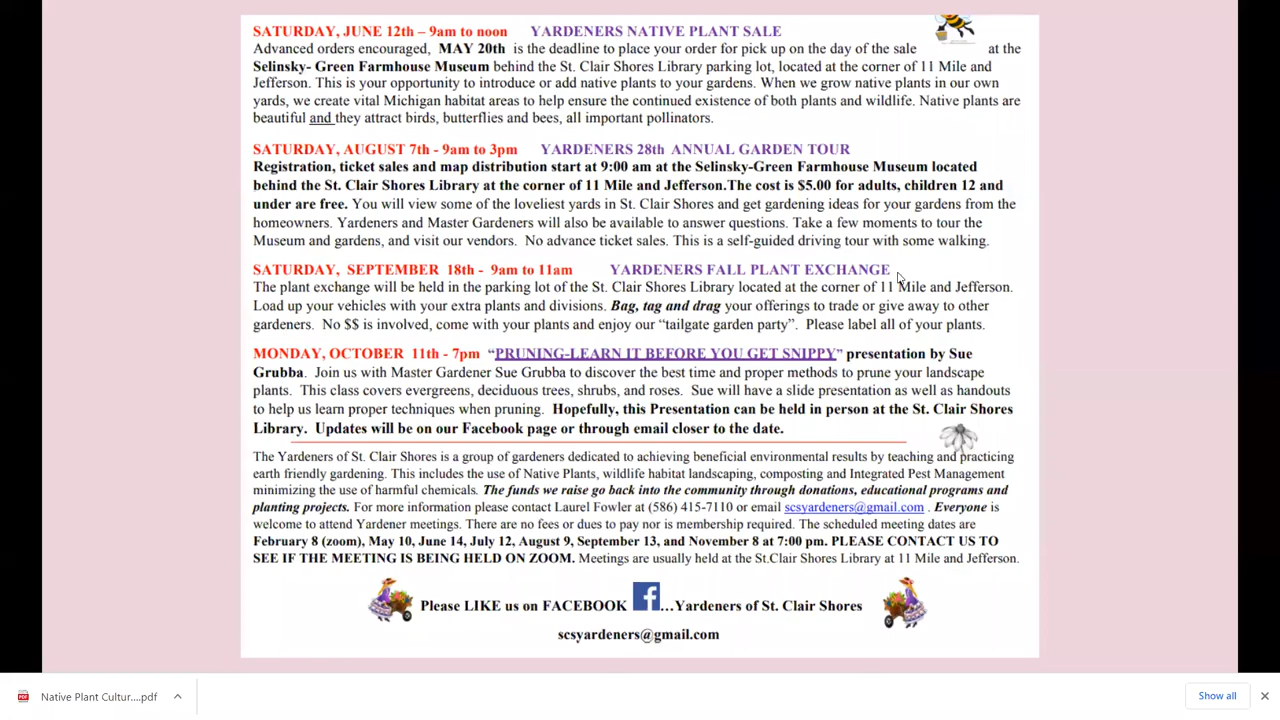 SATURDAY, JUNE 12th – 9am to noon YARDENERS NATIVE PLANT SALE
Advanced orders encouraged, MAY 20th is the deadline to place your order for pick up on the day of the sale at the
Selinsky- Green Farmhouse Museum behind the St. Clair Shores Library parking lot, located at the corner of 11 Mile and
Jefferson. This is your opportunity to introduce or add native plants to your gardens. When we grow native plants in our own
yards, we create vital Michigan habitat areas to help ensure the continued existence of both plants and wildlife. Native plants are
beautiful and they attract birds, butterflies and bees, all important pollinators.
SATURDAY, AUGUST 7th - 9am to 3pm YARDENERS 28th ANNUAL GARDEN TOUR
Registration, ticket sales and map distribution start at 9:00 am at the Selinsky-Green Farmhouse Museum located
behind the St. Clair Shores Library at the corner of 11 Mile and Jefferson.The cost is $5.00 for adults, children 12 and
under are free. You will view some of the loveliest yards in St. Clair Shores and get gardening ideas for your gardens from the
homeowners. Yardeners and Master Gardeners will also be available to answer questions. Take a few moments to tour the
Museum and gardens, and visit our vendors. No advance ticket sales. This is a self-guided driving tour with some walking.
SATURDAY, SEPTEMBER 18th - 9am to 11am YARDENERS FALL PLANT EXCHANGE
The plant exchange will be held in the parking lot of the St. Clair Shores Library located at the corner of 11 Mile and Jefferson.
Load up your vehicles with your extra plants and divisions. Bag, tag and drag your offerings to trade or give away to other
gardeners. No $$ is involved, come with your plants and enjoy our “tailgate garden party”. Please label all of your plants.
MONDAY, OCTOBER 11th - 7pm “PRUNING-LEARN IT BEFORE YOU GET SNIPPY” presentation by Sue
Grubba. Join us with Master Gardener Sue Grubba to discover the best time and proper methods to prune your landscape
plants. This class covers evergreens, deciduous trees, shrubs, and roses. Sue will have a slide presentation as well as handouts
to help us learn proper techniques when pruning. Hopefully, this Presentation can be held in person at the St. Clair Shores
Library. Updates will be on our Facebook page or through email closer to the date.
The Yardeners of St. Clair Shores is a group of gardeners dedicated to achieving beneficial environmental results by teaching and practicing
earth friendly gardening. This includes the use of Native Plants, wildlife habitat landscaping, composting and Integrated Pest Management
minimizing the use of harmful chemicals. The funds we raise go back into the community through donations, educational programs and
planting projects. For more information please contact Laurel Fowler at (586) 415-7110 or email scsyardeners@gmail.com . Everyone is
welcome to attend Yardener meetings. There are no fees or dues to pay nor is membership required. The scheduled meeting dates are
February 8 (zoom), May 10, June 14, July 12, August 9, September 13, and November 8 at 7:00 pm. PLEASE CONTACT US TO
SEE IF THE MEETING IS BEING HELD ON ZOOM. Meetings are usually held at the St.Clair Shores Library at 11 Mile and Jefferson.
Please LIKE us on FACEBOOK f…Yardeners of St. Clair Shores
scsyardeners@gmail.com
PDF Native Plant Cultur....pdf Show all